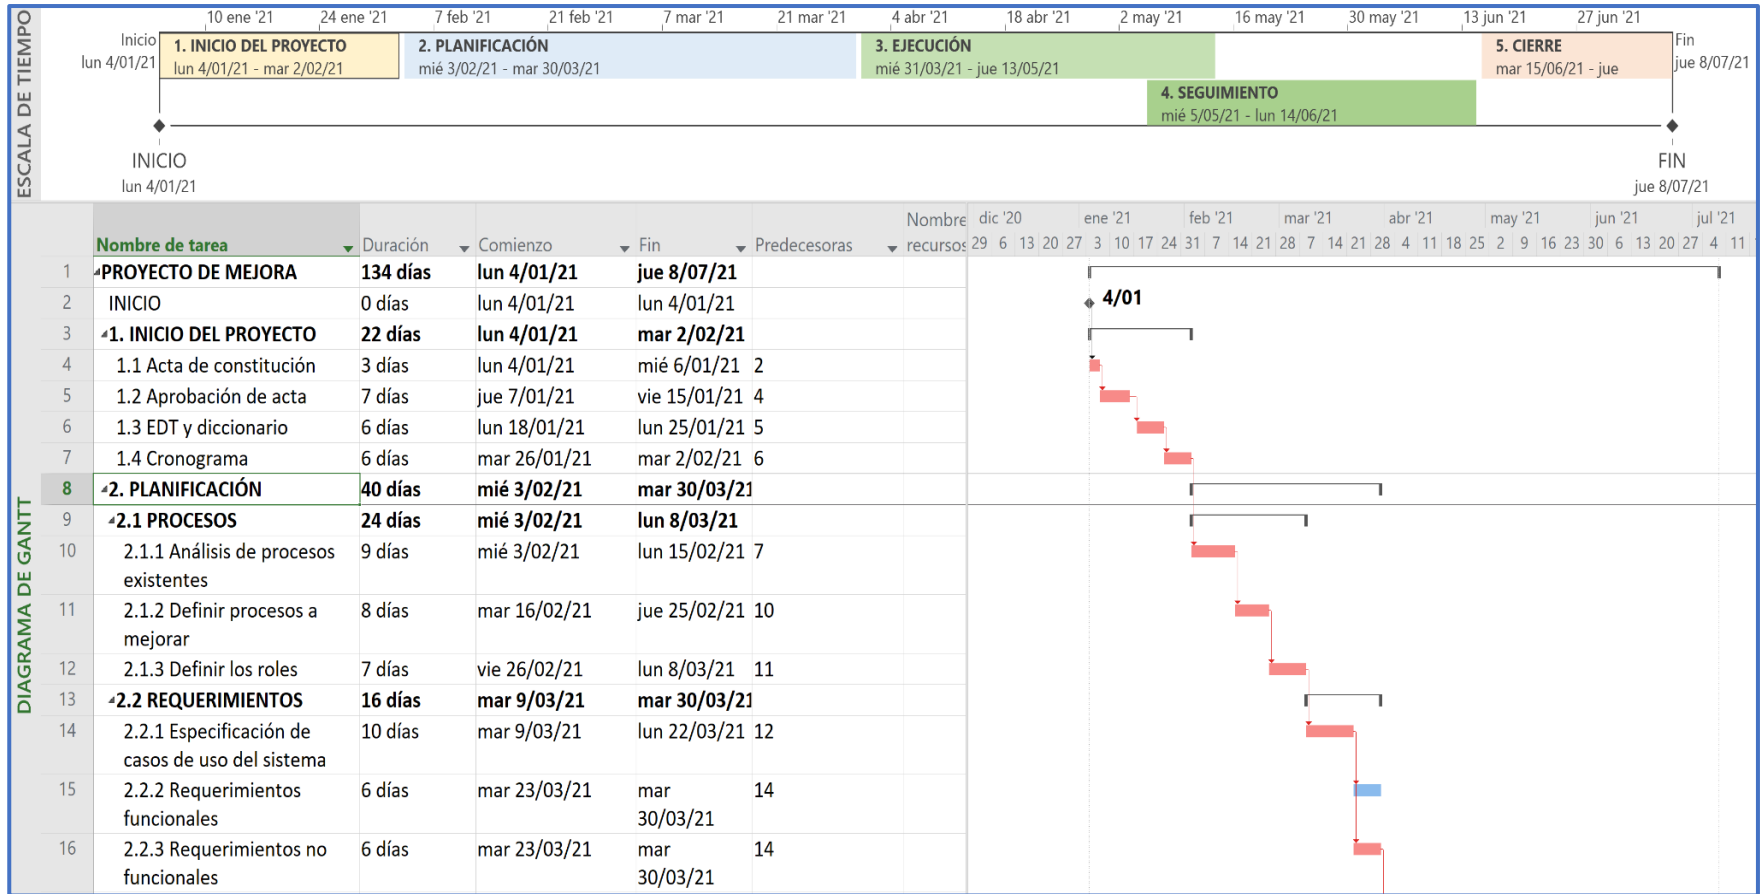 ESCALA DE TIEMPO
10 ene '21 24 ene '21 7 feb '21 21 feb '21 7 mar '21 21 mar '21 4 abr '21 18 abr '21 2 may '21 16 may '21 30 may '21 13 jun '21 27 jun '21
Inicio
lun 4/01/21
1. INICIO DEL PROYECTO
lun 4/01/21 - mar 2/02/21
2. PLANIFICACIÓN
mié 3/02/21 - mar 30/03/21
3. EJECUCIÓN
mié 31/03/21 - jue 13/05/21
5. CIERRE
mar 15/06/21 - jue
Fin
jue 8/07/21
4. SEGUIMIENTO
mié 5/05/21 - lun 14/06/21
INICIO
lun 4/01/21
FIN
jue 8/07/21
DIAGRAMA DE GANTT
Nombre de tarea Duración Comienzo Fin Predecesoras Nombre recursos
dic '20 ene '21 feb '21 mar '21 abr '21 may '21 jun '21 jul '21
29 6 13 20 27 3 10 17 24 31 7 14 21 28 7 14 21 28 4 11 18 25 2 9 16 23 30 6 13 20 27 4 11
1 PROYECTO DE MEJORA 134 días lun 4/01/21 jue 8/07/21
2 INICIO 0 días lun 4/01/21 lun 4/01/21
4/01
3 1. INICIO DEL PROYECTO 22 días lun 4/01/21 mar 2/02/21
4 1.1 Acta de constitución 3 días lun 4/01/21 mié 6/01/21 2
5 1.2 Aprobación de acta 7 días jue 7/01/21 vie 15/01/21 4
6 1.3 EDT y diccionario 6 días lun 18/01/21 lun 25/01/21 5
7 1.4 Cronograma 6 días mar 26/01/21 mar 2/02/21 6
8 2. PLANIFICACIÓN 40 días mié 3/02/21 mar 30/03/21
9 2.1 PROCESOS 24 días mié 3/02/21 lun 8/03/21
10 2.1.1 Análisis de procesos 9 días mié 3/02/21 lun 15/02/21 7
existentes
11 2.1.2 Definir procesos a 8 días mar 16/02/21 jue 25/02/21 10
mejorar
12 2.1.3 Definir los roles 7 días vie 26/02/21 lun 8/03/21 11
13 2.2 REQUERIMIENTOS 16 días mar 9/03/21 mar 30/03/21
14 2.2.1 Especificación de 10 días mar 9/03/21 lun 22/03/21 12
casos de uso del sistema
15 2.2.2 Requerimientos 6 días mar 23/03/21 mar 14
funcionales 30/03/21
16 2.2.3 Requerimientos no 6 días mar 23/03/21 mar 14
funcionales 30/03/21